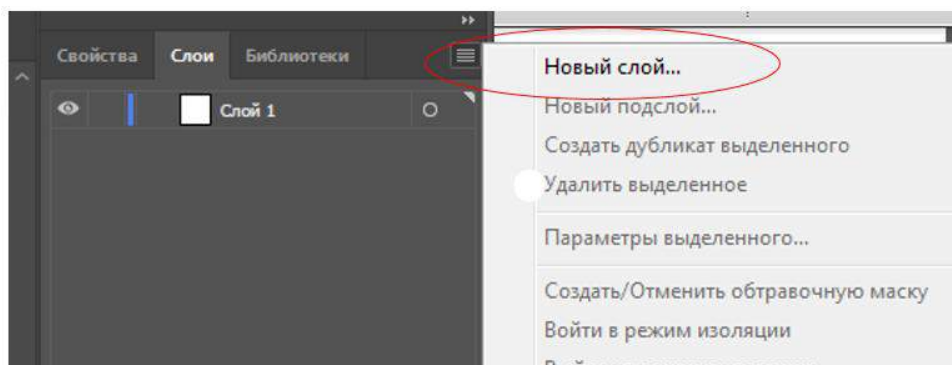 Свойства Слои Библиотеки
Слой 1
Новый слой...
Новый подслой...
Создать дубликат выделенного
Удалить выделенное
Параметры выделенного...
Создать/Отменить обтравочную маску
Войти в режим изоляции